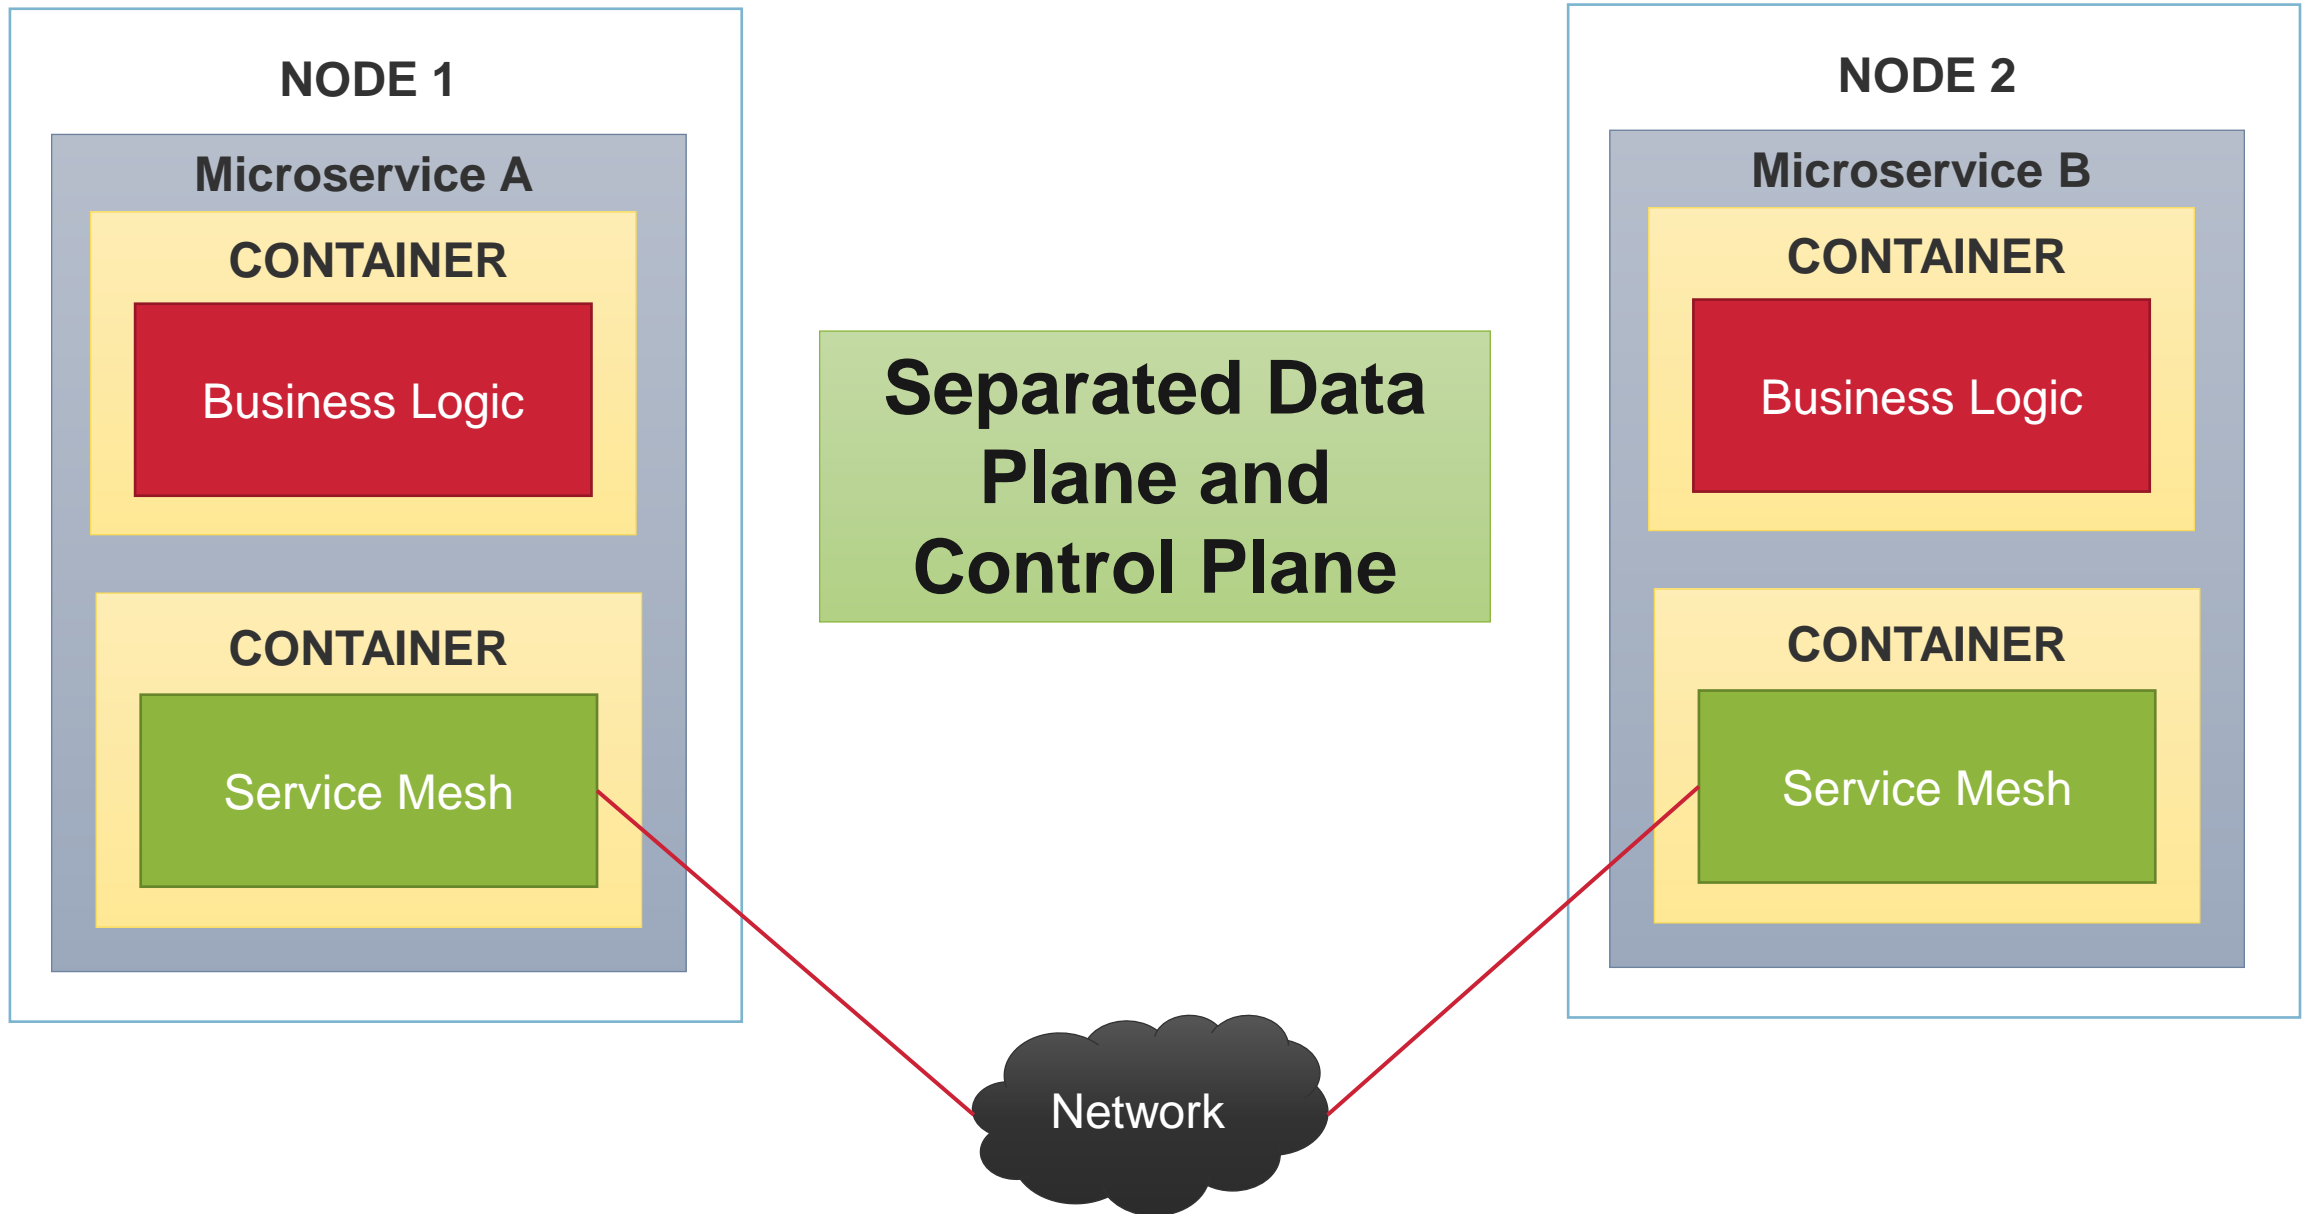 NODE 1
Microservice A
CONTAINER
Business Logic
CONTAINER
Service Mesh
Separated Data
Plane and
Control Plane
Network
NODE 2
Microservice B
CONTAINER
Business Logic
CONTAINER
Service Mesh